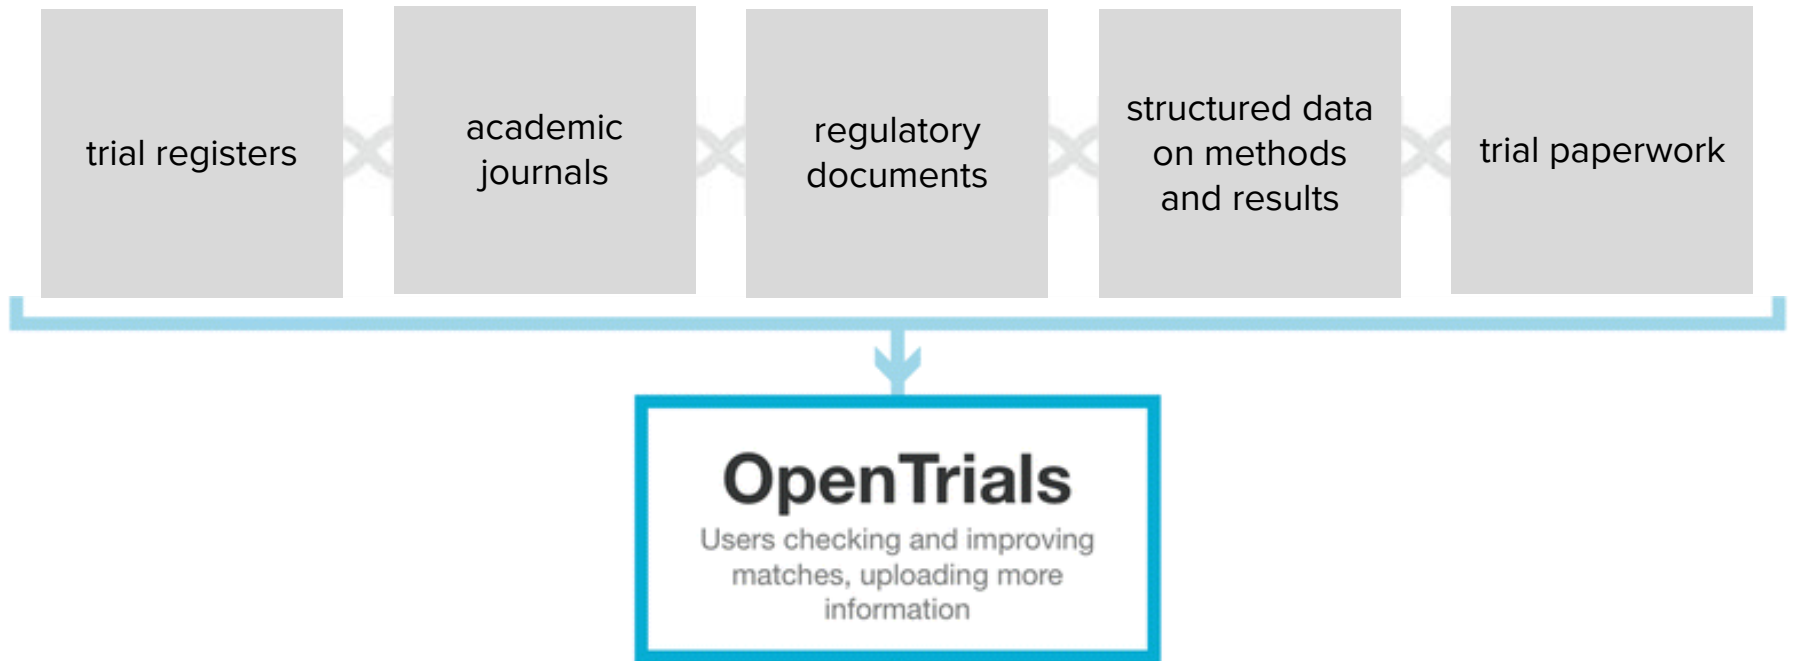 trial registers
academic
journals
regulatory
documents
structured data
on methods
and results
trial paperwork
OpenTrials
Users checking and improving
matches, uploading more
information